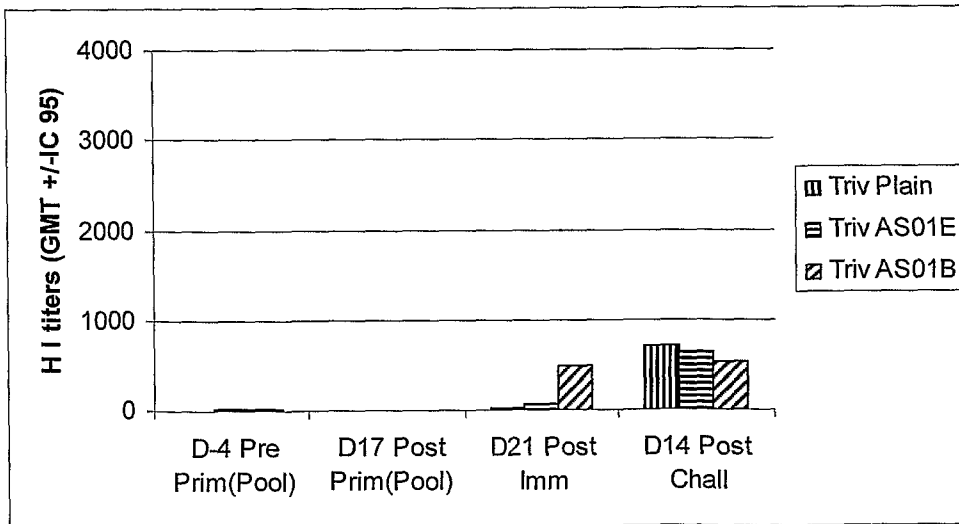 4000
3000
2000
1000
0
H I titers (GMT +/-IC 95)
D-4 Pre
Prim(Pool)
D17 Post
Prim(Pool)
D21 Post
Imm
D14 Post
Chall
Triv Plain
Triv AS01E
Triv AS01B